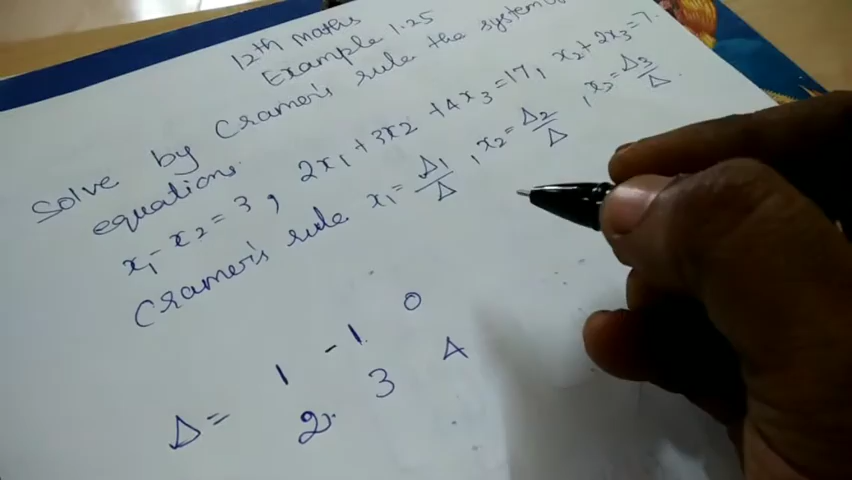 12th Maths
Example 1.25
Solve by Cramer's rule the system of
equations.
x₁ - x₂ = 3, 2x₁ + 3x₂ + 4x₃ = 17, x₂ + 2x₃ = 7.
Cramer's rule x₁ = Δ₁/Δ, x₂ = Δ₂/Δ, x₃ = Δ₃/Δ.
Δ = 1 -1 0
2 3 4